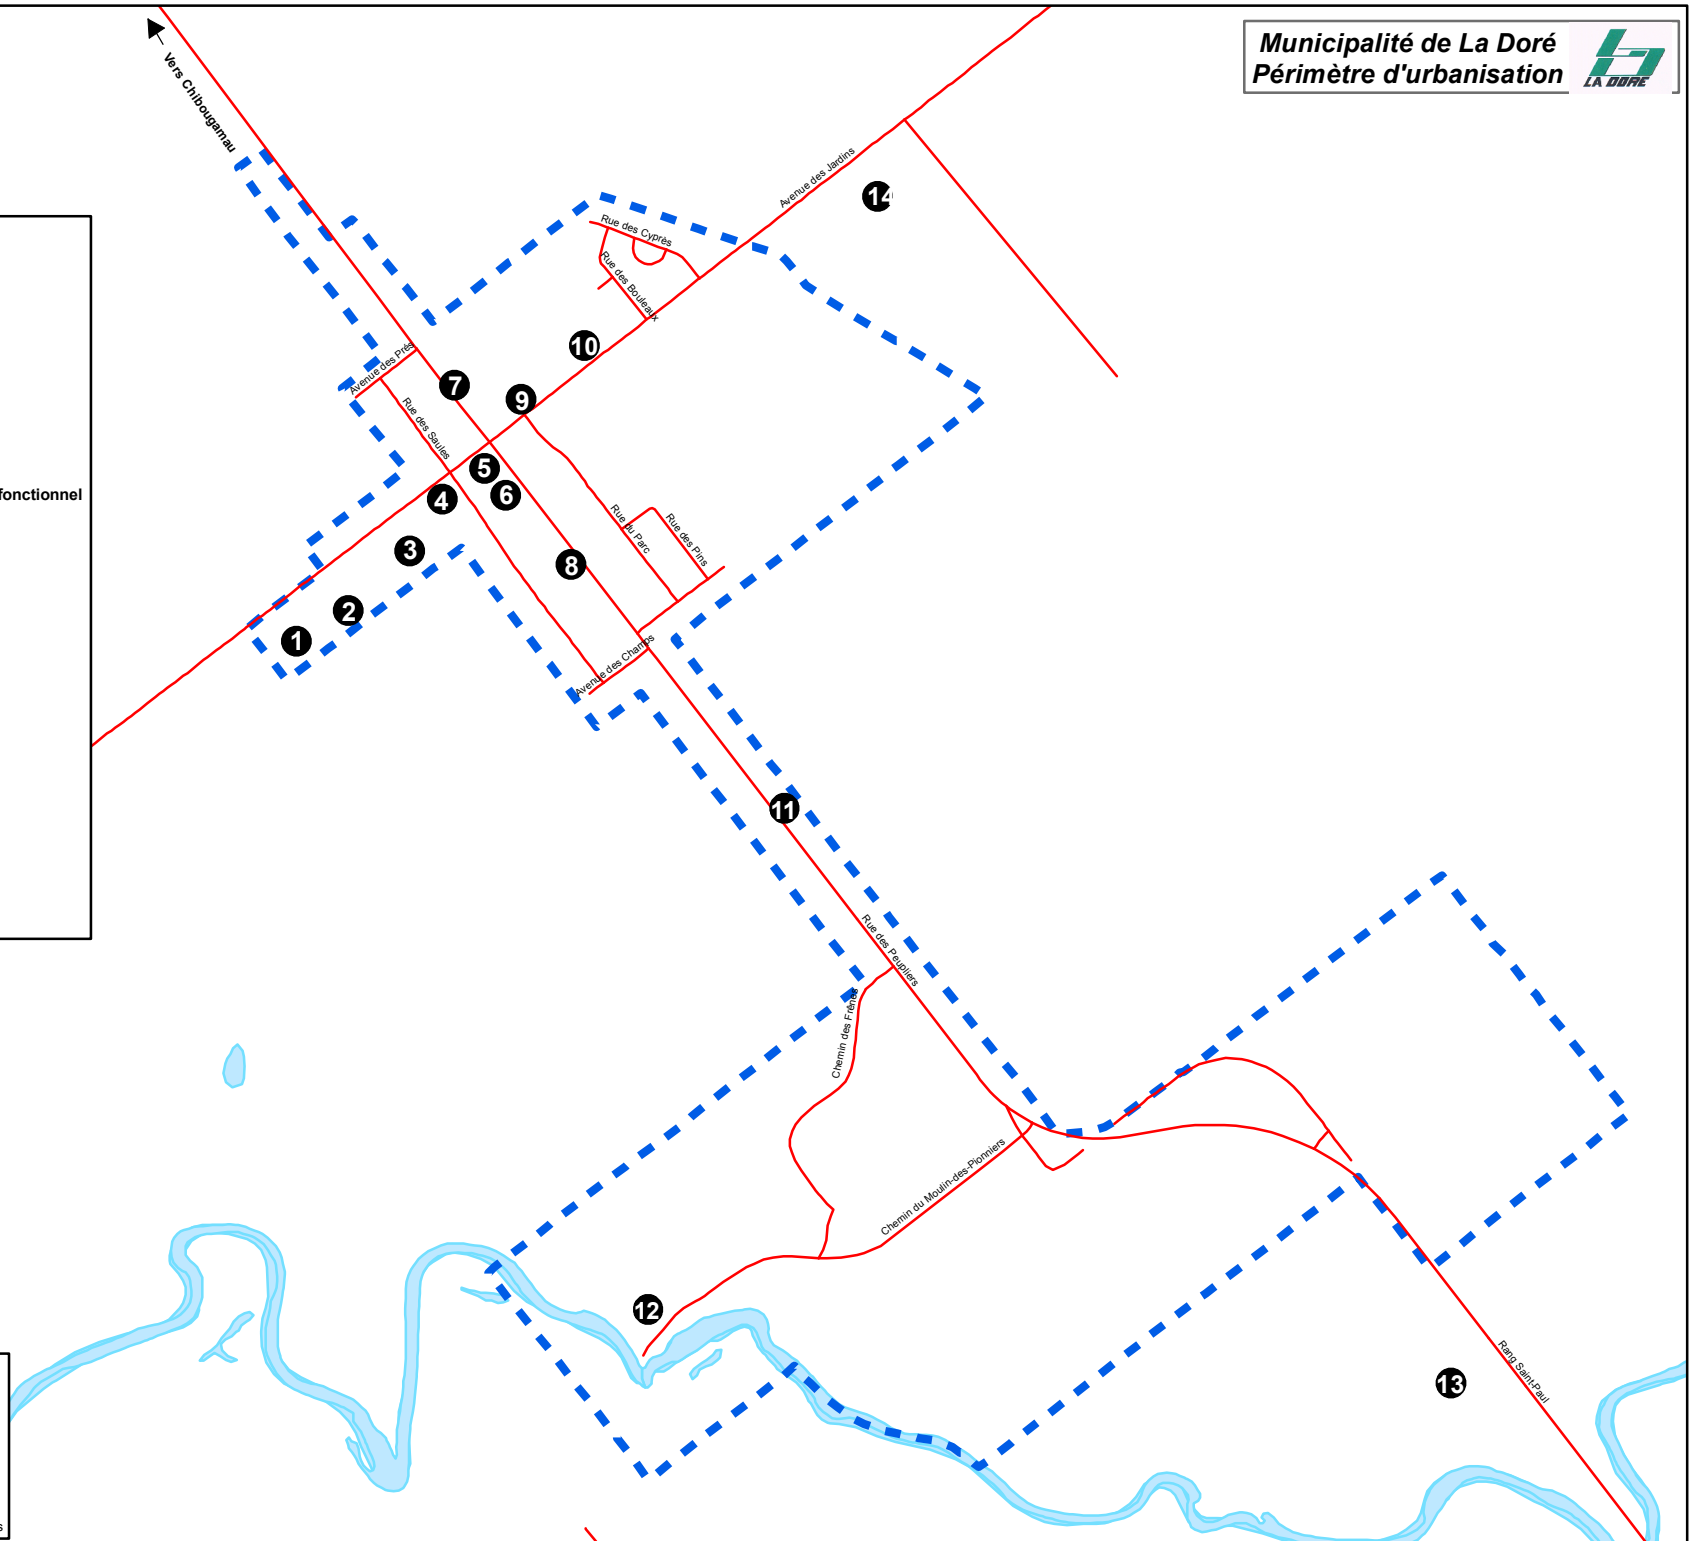 Municipalité de La Doré
Périmètre d'urbanisation
LA DORE
Vers Chibougamau
Avenue des Jardins
14
Rue des Cyprès
Rue des Bouleaux
10
Avenue des Prés
7
9
Rue des Saules
5
4
6
fonctionnel
Rue du Parc
Rue des Pins
3
8
2
1
Avenue des Champs
11
Rue des Peupliers
Chemin des Frênes
Chemin du Moulin-des-Pionniers
12
Rang Saint-Paul
13
s